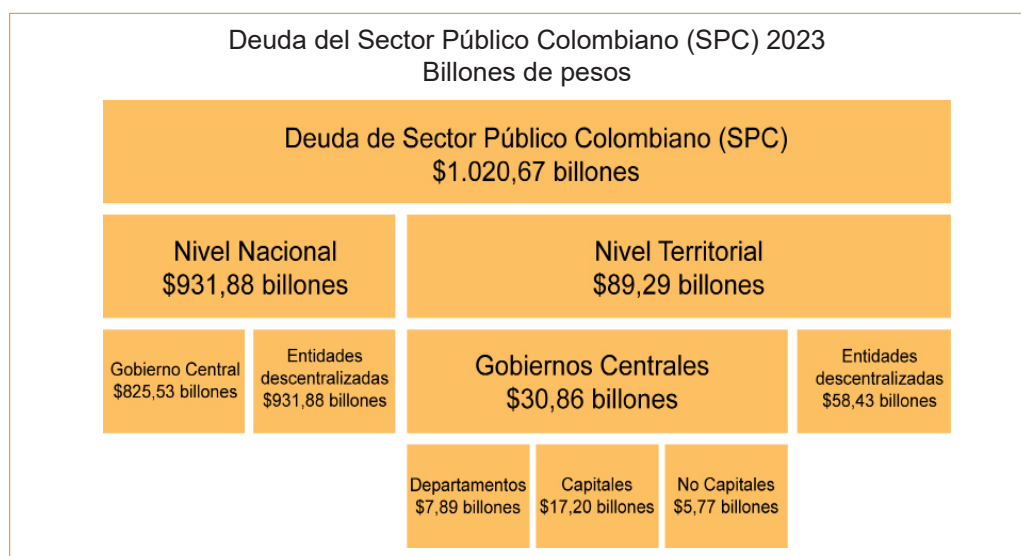 Deuda del Sector Público Colombiano (SPC) 2023
Billones de pesos
Deuda de Sector Público Colombiano (SPC)
$1.020,67 billones
Nivel Nacional
$931,88 billones
Nivel Territorial
$89,29 billones
Gobierno Central
$825,53 billones
Entidades
descentralizadas
$931,88 billones
Gobiernos Centrales
$30,86 billones
Entidades
descentralizadas
$58,43 billones
Departamentos
$7,89 billones
Capitales
$17,20 billones
No Capitales
$5,77 billones